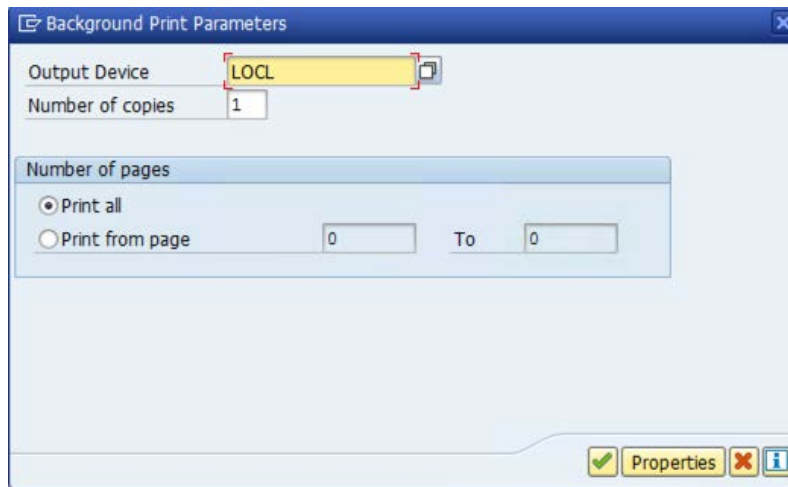 Background Print Parameters
Output Device LOCL
Number of copies 1
Number of pages
Print all
Print from page 0 To 0
Properties